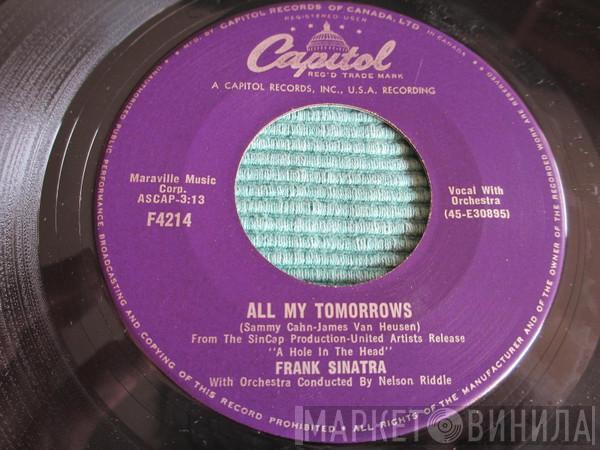 CAPITOL RECORDS OF CANADA, LTD.
REGISTERED USER
Capitol
REG'D TRADE MARK
A CAPITOL RECORDS, INC., U.S.A. RECORDING
Maraville Music
Corp.
ASCAP-3:13
F4214
Vocal With
Orchestra
(45-E30895)
ALL MY TOMORROWS
(Sammy Cahn-James Van Heusen)
From The SinCap Production-United Artists Release
"A Hole In The Head"
FRANK SINATRA
With Orchestra Conducted By Nelson Riddle
UNAUTHORIZED PUBLIC PERFORMANCE, BROADCASTING AND COPYING OF THIS RECORD PROHIBITED • ALL RIGHTS OF THE MANUFACTURER AND OF THE OWNER OF THE RECORDED WORK ARE RESERVED
IN CANADA
МАРКЕТ ВИНИЛА